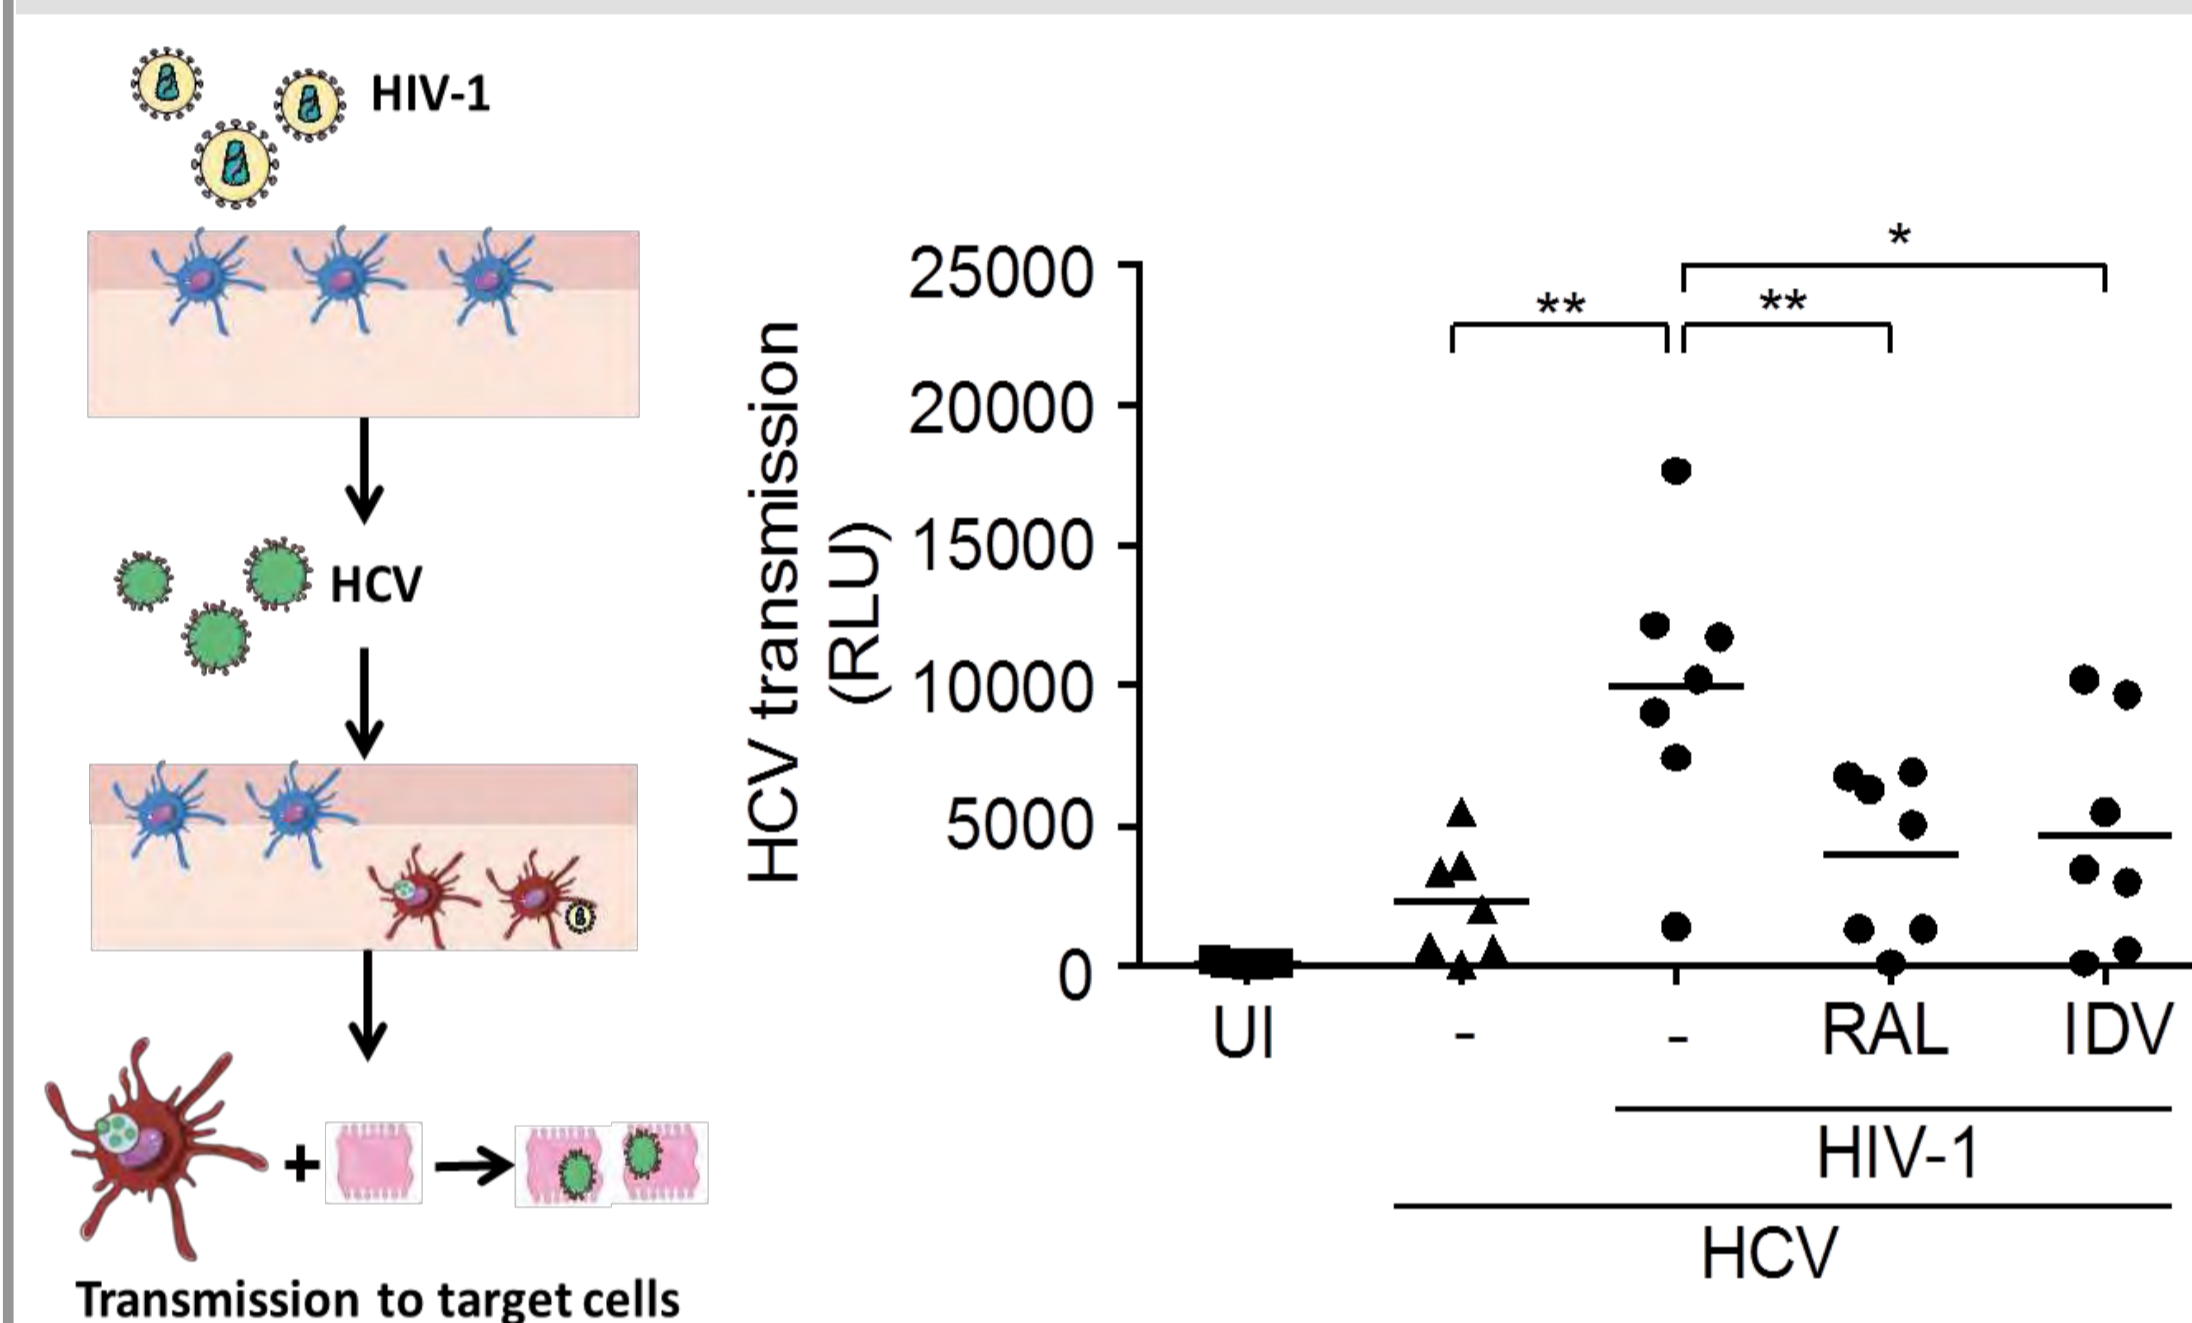 HIV-1
HCV
Transmission to target cells
HCV transmission
(RLU)
25000
20000
15000
10000
5000
0
**
**
*
UI
-
-
RAL
IDV
HIV-1
HCV